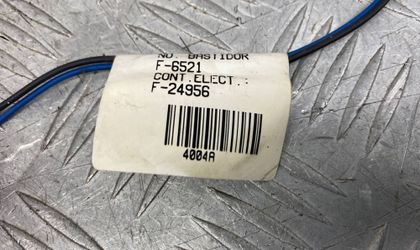 NO. BASTIDOR
F-6521
CONT.ELECT.:
F-24956
4004A